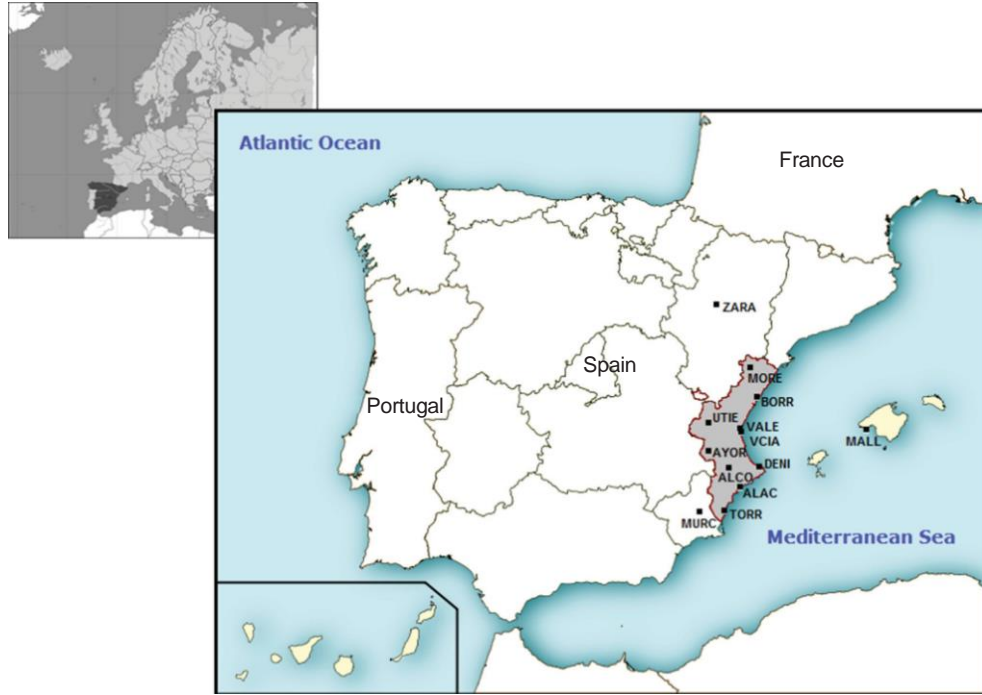 Atlantic Ocean
France
ZARA
Spain
MORE
Portugal
BORR
UTIE
VALE
VCIA
MALL
AYOR
DENI
ALCO
ALAC
MURC
TORR
Mediterranean Sea